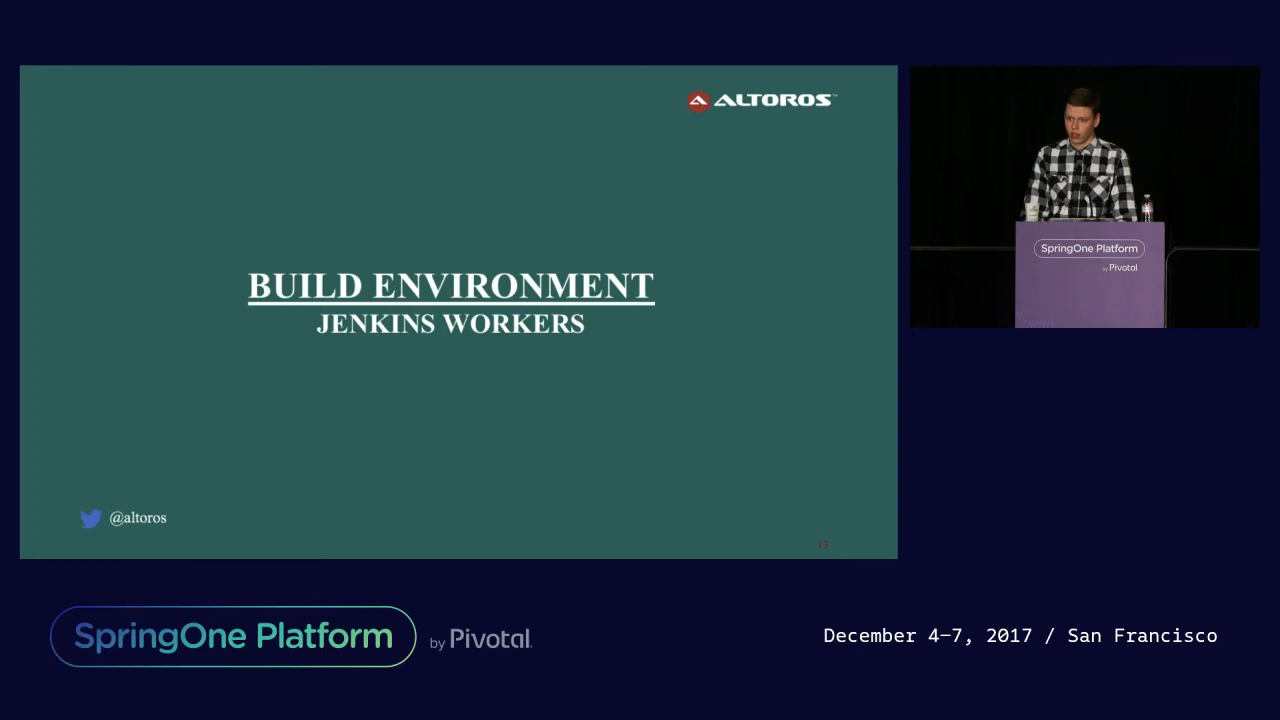 ALTOROS
BUILD ENVIRONMENT
JENKINS WORKERS
@altoros
13
SpringOne Platform
by Pivotal
SpringOne Platform by Pivotal.
December 4–7, 2017 / San Francisco